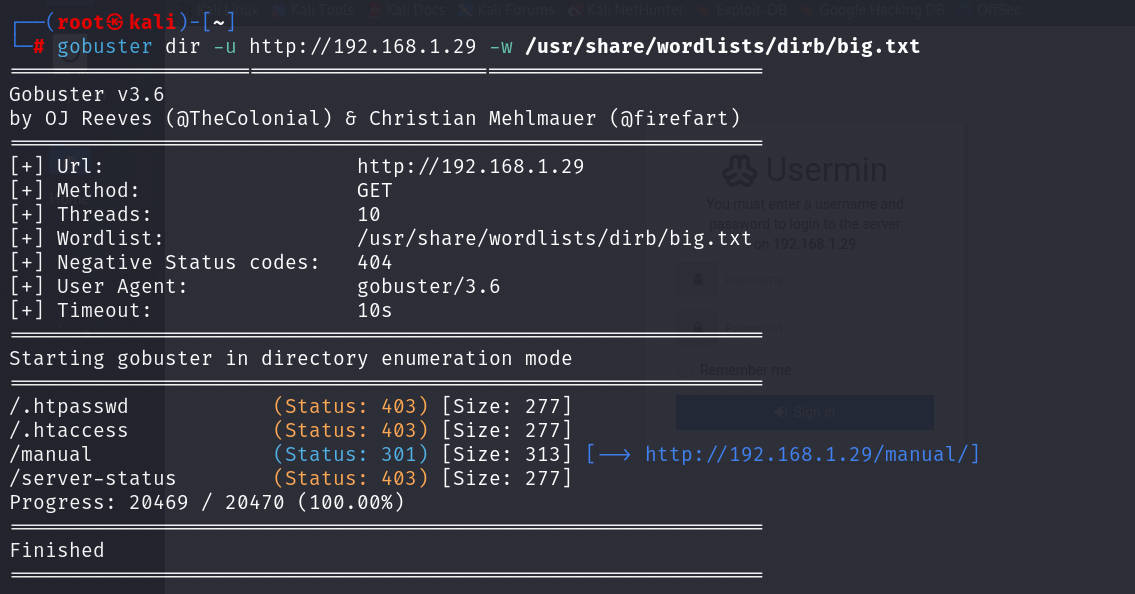 Kali Linux Kali Tools Kali Docs Kali Forums Kali NetHunter Exploit-DB Google Hacking DB OffSec
┌──(root㉿kali)-[~]
└─# gobuster dir -u http://192.168.1.29 -w /usr/share/wordlists/dirb/big.txt
===============================================================
Gobuster v3.6
by OJ Reeves (@TheColonial) & Christian Mehlmauer (@firefart)
===============================================================
[+] Url:                     http://192.168.1.29
[+] Method:                  GET
[+] Threads:                 10
[+] Wordlist:                /usr/share/wordlists/dirb/big.txt
[+] Negative Status codes:   404
[+] User Agent:              gobuster/3.6
[+] Timeout:                 10s
===============================================================
Starting gobuster in directory enumeration mode
===============================================================
/.htpasswd            (Status: 403) [Size: 277]
/.htaccess            (Status: 403) [Size: 277]
/manual               (Status: 301) [Size: 313] [--> http://192.168.1.29/manual/]
/server-status        (Status: 403) [Size: 277]
Progress: 20469 / 20470 (100.00%)
===============================================================
Finished
===============================================================
Usermin
You must enter a username and
password to login to the server
on 192.168.1.29
Remember me
Sign in